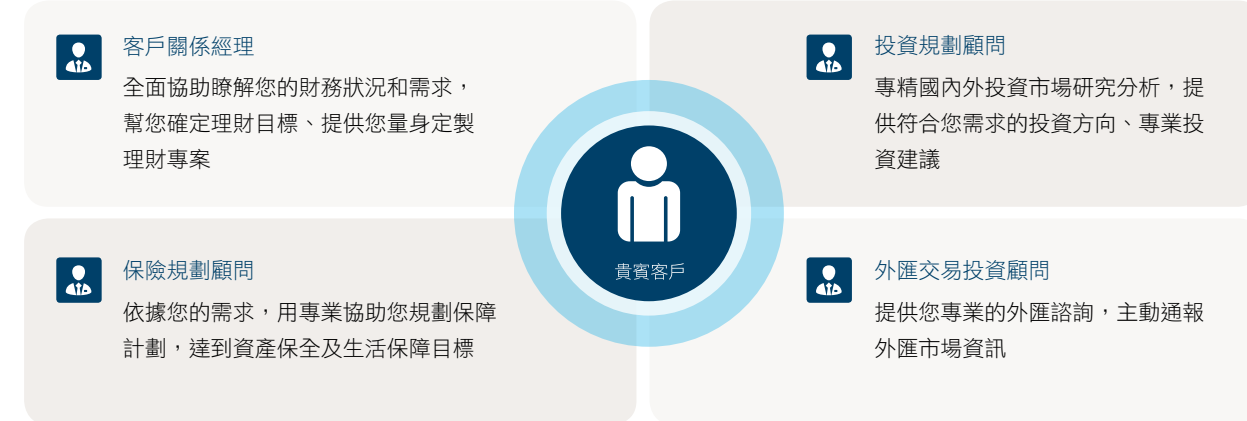 客戶關係經理
全面協助瞭解您的財務狀況和需求，
幫您確定理財目標、提供您量身定製
理財專案
投資規劃顧問
專精國內外投資市場研究分析，提
供符合您需求的投資方向、專業投
資建議
貴賓客戶
保險規劃顧問
依據您的需求，用專業協助您規劃保障
計劃，達到資產保全及生活保障目標
外匯交易投資顧問
提供您專業的外匯諮詢，主動通報
外匯市場資訊